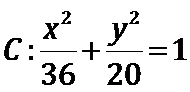 C: x²/36 + y²/20 = 1